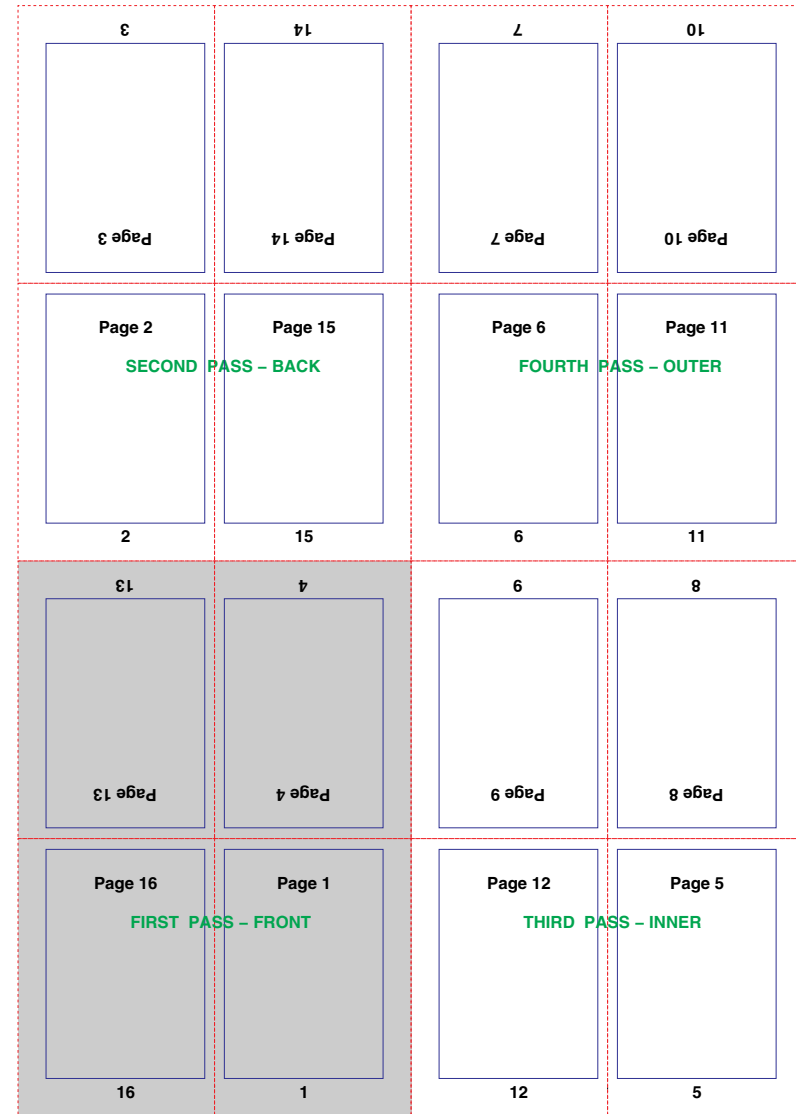 3 14 7 10
Page 3 Page 14 Page 7 Page 10
Page 2 Page 15 Page 6 Page 11
SECOND PASS – BACK FOURTH PASS – OUTER
2 15 6 11
13 4 9 8
Page 13 Page 4 Page 9 Page 8
Page 16 Page 1 Page 12 Page 5
FIRST PASS – FRONT THIRD PASS – INNER
16 1 12 5